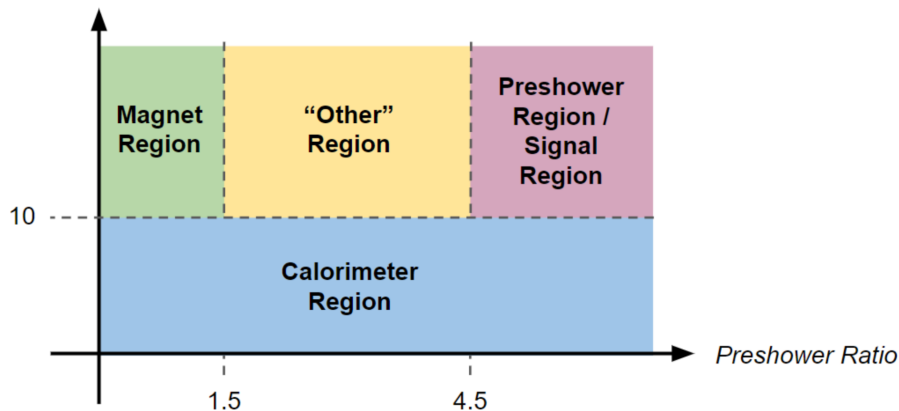 Magnet
Region
“Other”
Region
Preshower
Region /
Signal
Region
10
Calorimeter
Region
Preshower Ratio
1.5
4.5